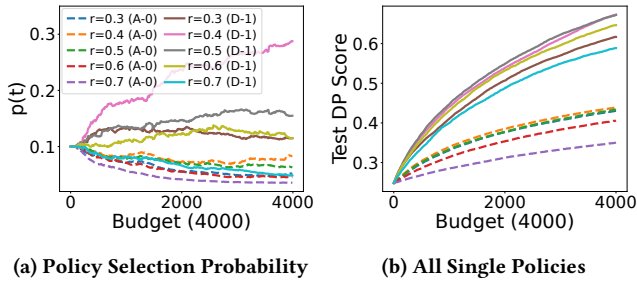 r=0.3 (A-0) r=0.3 (D-1)
r=0.4 (A-0) r=0.4 (D-1)
r=0.5 (A-0) r=0.5 (D-1)
r=0.6 (A-0) r=0.6 (D-1)
r=0.7 (A-0) r=0.7 (D-1)
p(t)
0.3
0.2
0.1
0 2000 4000
Budget (4000)
(a) Policy Selection Probability
Test DP Score
0.6
0.5
0.4
0.3
0 2000 4000
Budget (4000)
(b) All Single Policies